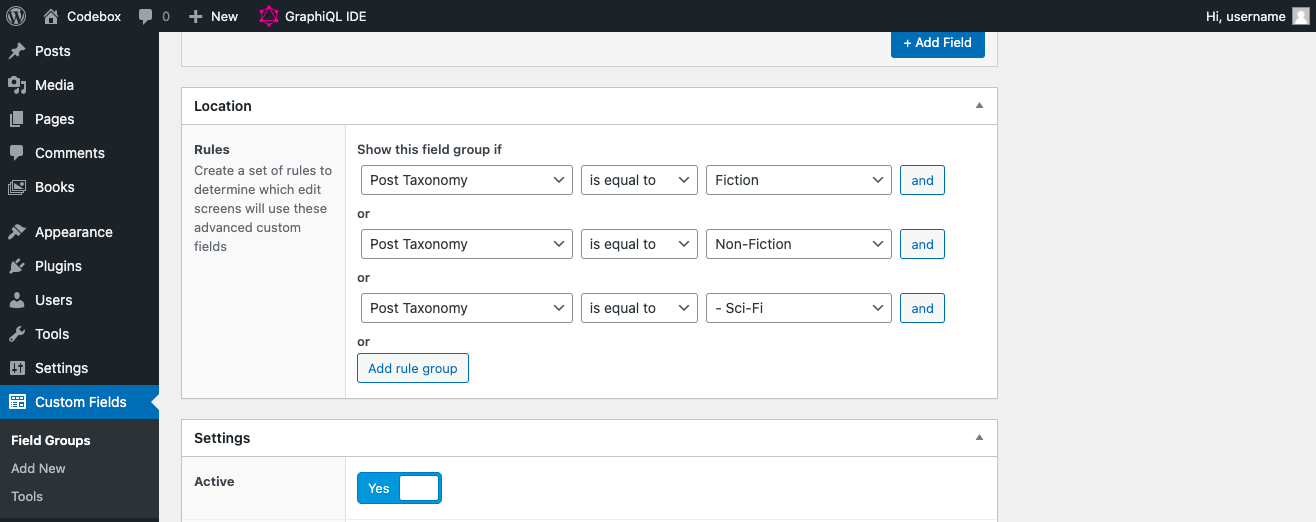 Codebox 0 New GraphiQL IDE Hi, username
Posts
Media
Pages
Comments
Books
Appearance
Plugins
Users
Tools
Settings
Custom Fields
Field Groups
Add New
Tools
+ Add Field
Location
Rules
Create a set of rules to
determine which edit
screens will use these
advanced custom
fields
Show this field group if
Post Taxonomy is equal to Fiction and
or
Post Taxonomy is equal to Non-Fiction and
or
Post Taxonomy is equal to - Sci-Fi and
or
Add rule group
Settings
Active
Yes